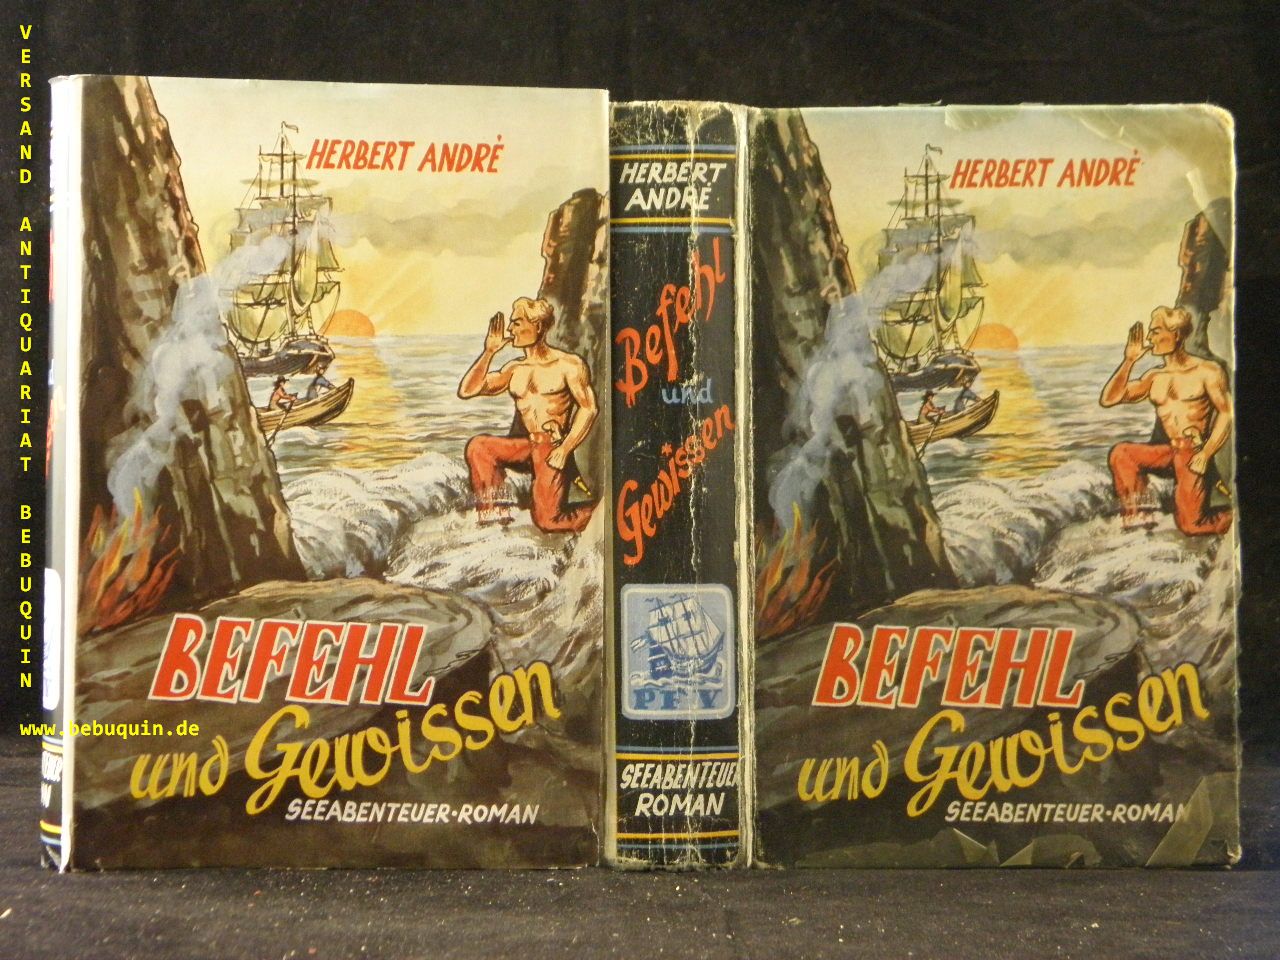 VERSAND ANTIQUARIAT BEBUQUIN
www.bebuquin.de
HERBERT ANDRÉ
BEFEHL
und Gewissen
SEEABENTEUER·ROMAN
HERBERT
ANDRÉ
Befehl
und
Gewissen
PFV
SEEABENTEUER
ROMAN
HERBERT ANDRÉ
BEFEHL
und Gewissen
SEEABENTEUER·ROMAN